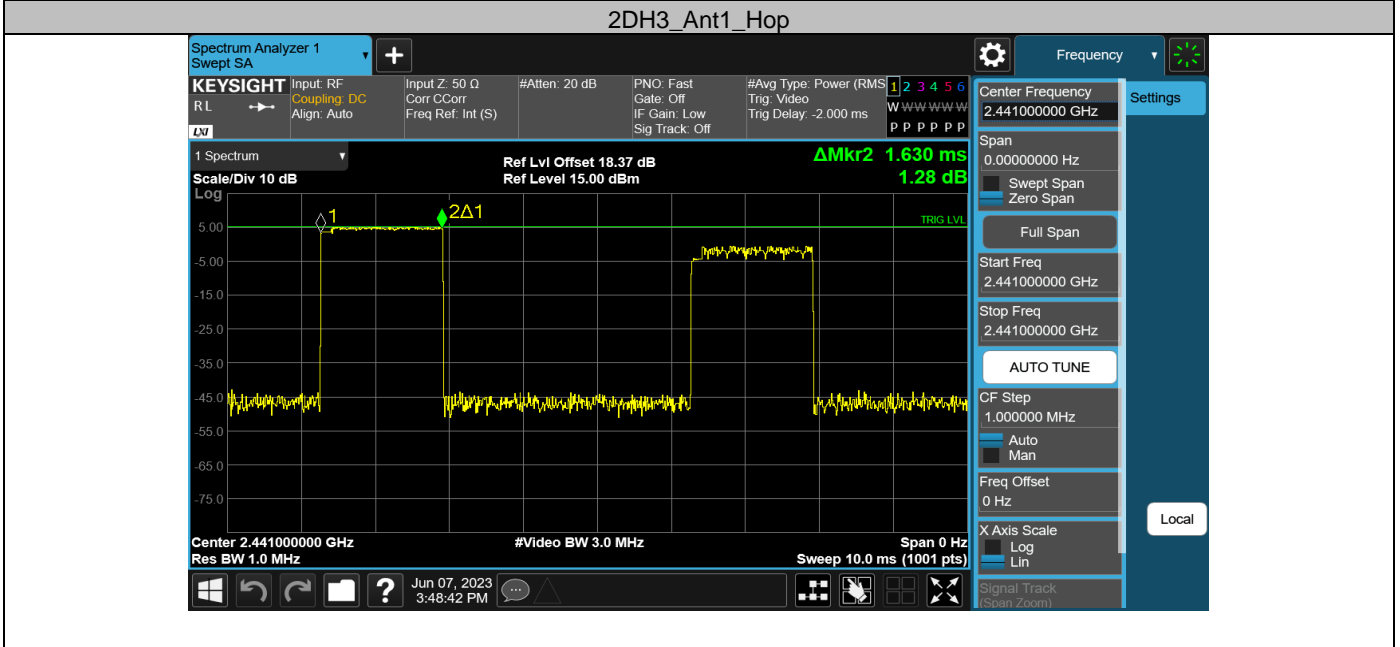 2DH3_Ant1_Hop
Spectrum Analyzer 1
Swept SA
+
Frequency
KEYSIGHT
R L
LXI
Input: RF
Coupling: DC
Align: Auto
Input Z: 50 Ω
Corr CCorr
Freq Ref: Int (S)
#Atten: 20 dB
PNO: Fast
Gate: Off
IF Gain: Low
Sig Track: Off
#Avg Type: Power (RMS
Trig: Video
Trig Delay: -2.000 ms
1 2 3 4 5 6
W W W W W W
P P P P P P
1 Spectrum
Scale/Div 10 dB
Log
Ref Lvl Offset 18.37 dB
Ref Level 15.00 dBm
ΔMkr2 1.630 ms
1.28 dB
1
2Δ1
TRIG LVL
5.00
-5.00
-15.0
-25.0
-35.0
-45.0
-55.0
-65.0
-75.0
Center 2.441000000 GHz
Res BW 1.0 MHz
#Video BW 3.0 MHz
Span 0 Hz
Sweep 10.0 ms (1001 pts)
Center Frequency
2.441000000 GHz
Span
0.00000000 Hz
Swept Span
Zero Span
Full Span
Start Freq
2.441000000 GHz
Stop Freq
2.441000000 GHz
AUTO TUNE
CF Step
1.000000 MHz
Auto
Man
Freq Offset
0 Hz
X Axis Scale
Log
Lin
Signal Track
(Span Zoom)
Settings
Local
?
Jun 07, 2023
3:48:42 PM